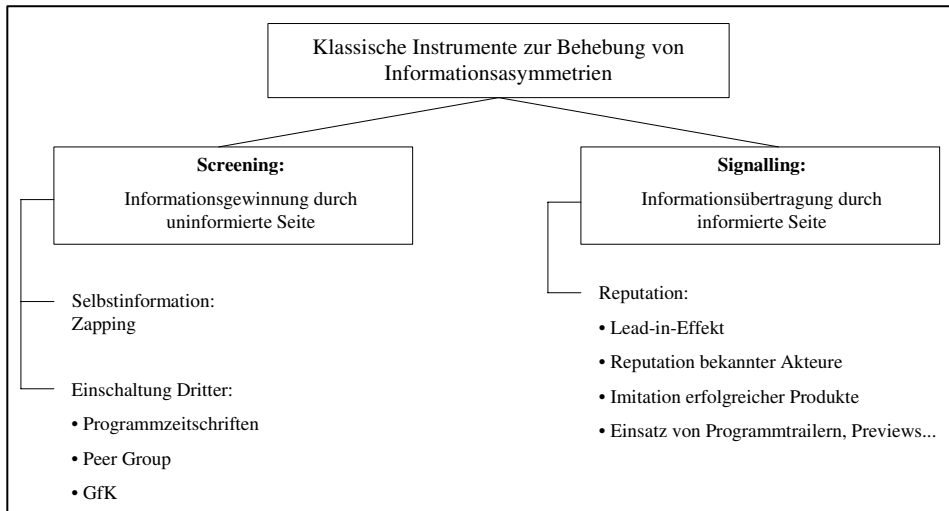 Klassische Instrumente zur Behebung von
Informationsasymmetrien
Screening:
Informationsgewinnung durch
uninformierte Seite
Selbstinformation:
Zapping
Einschaltung Dritter:
• Programmzeitschriften
• Peer Group
• GfK
Signalling:
Informationsübertragung durch
informierte Seite
Reputation:
• Lead-in-Effekt
• Reputation bekannter Akteure
• Imitation erfolgreicher Produkte
• Einsatz von Programmtrailern, Previews...